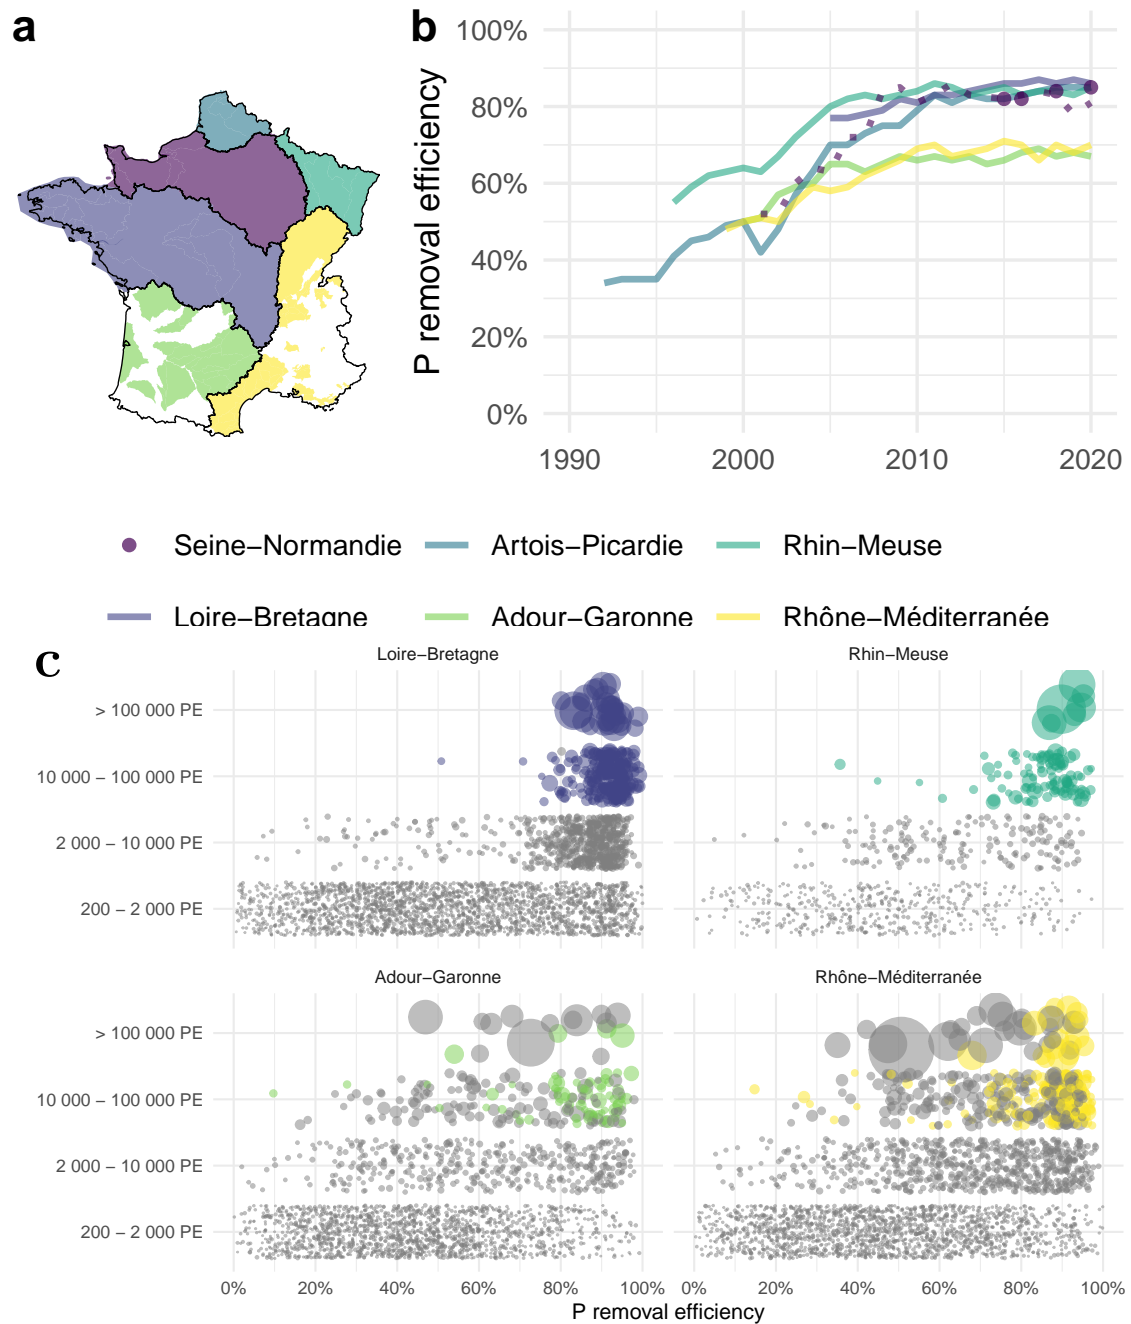 a
b
100%
80%
60%
40%
20%
0%
P removal efficiency
1990 2000 2010 2020
Seine−Normandie Artois−Picardie Rhin−Meuse
Loire−Bretagne Adour−Garonne Rhône−Méditerranée
c
Loire−Bretagne Rhin−Meuse
> 100 000 PE
10 000 − 100 000 PE
2 000 − 10 000 PE
200 − 2 000 PE
Adour−Garonne Rhône−Méditerranée
> 100 000 PE
10 000 − 100 000 PE
2 000 − 10 000 PE
200 − 2 000 PE
0% 20% 40% 60% 80% 100% 0% 20% 40% 60% 80% 100%
P removal efficiency